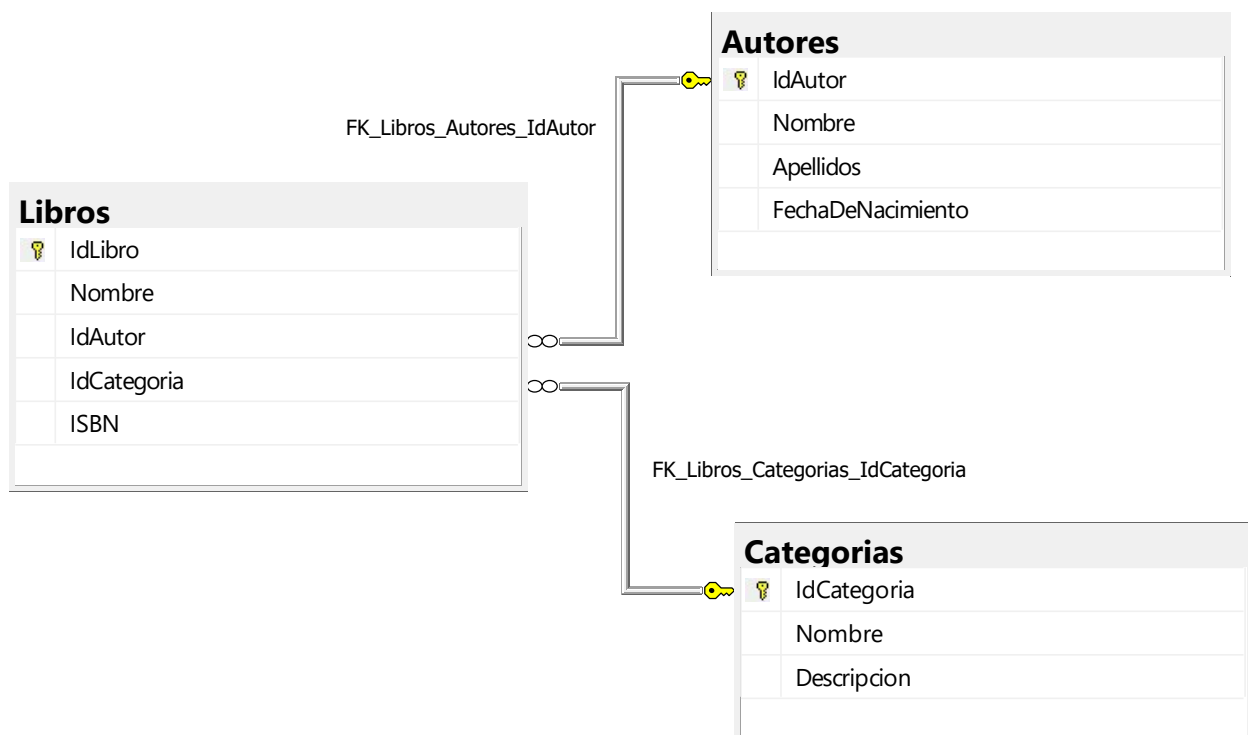 Autores
IdAutor
Nombre
Apellidos
FechaDeNacimiento
FK_Libros_Autores_IdAutor
Libros
IdLibro
Nombre
IdAutor
IdCategoria
ISBN
FK_Libros_Categorias_IdCategoria
Categorias
IdCategoria
Nombre
Descripcion